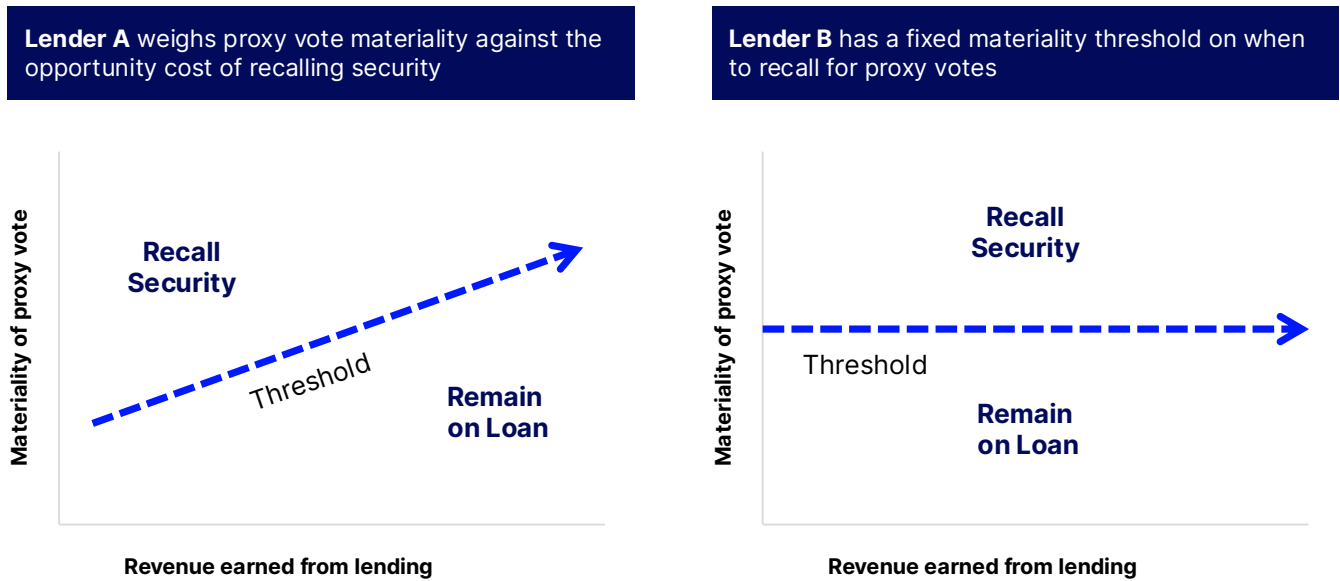 Lender A weighs proxy vote materiality against the
opportunity cost of recalling security
Materiality of proxy vote
Recall
Security
Threshold
Remain
on Loan
Revenue earned from lending
Lender B has a fixed materiality threshold on when
to recall for proxy votes
Materiality of proxy vote
Recall
Security
Threshold
Remain
on Loan
Revenue earned from lending